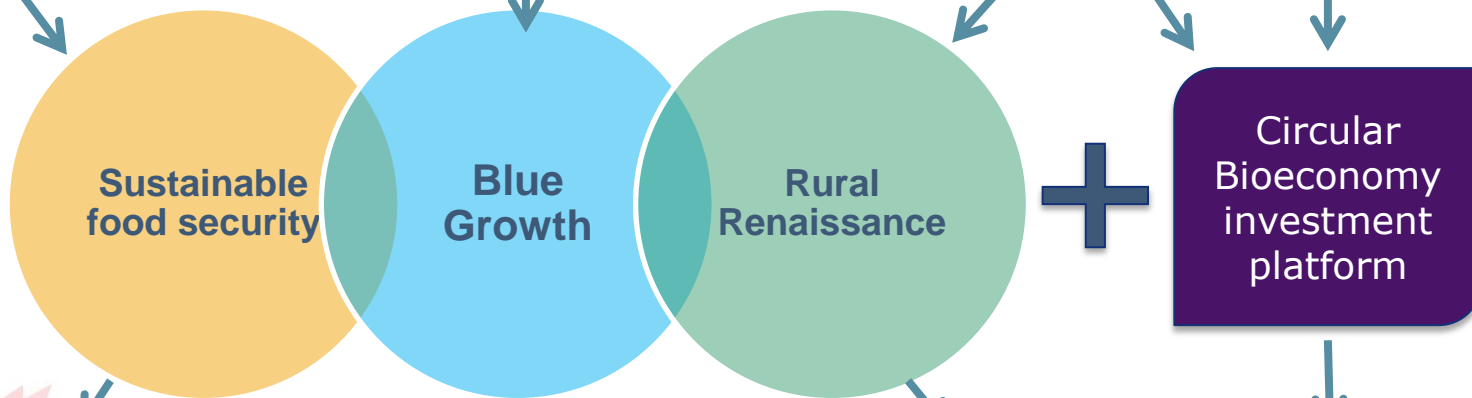 Sustainable
food security
Blue
Growth
Rural
Renaissance
Circular
Bioeconomy
investment
platform